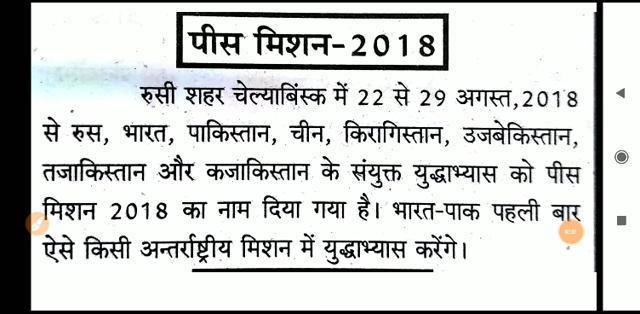 पीस मिशन-2018
रुसी शहर चेल्याबिंस्क में 22 से 29 अगस्त,2018
से रुस, भारत, पाकिस्तान, चीन, किरागिस्तान, उजबेकिस्तान,
तजाकिस्तान और कजाकिस्तान के संयुक्त युद्धाभ्यास को पीस
मिशन 2018 का नाम दिया गया है। भारत-पाक पहली बार
ऐसे किसी अन्तर्राष्ट्रीय मिशन में युद्धाभ्यास करेंगे।